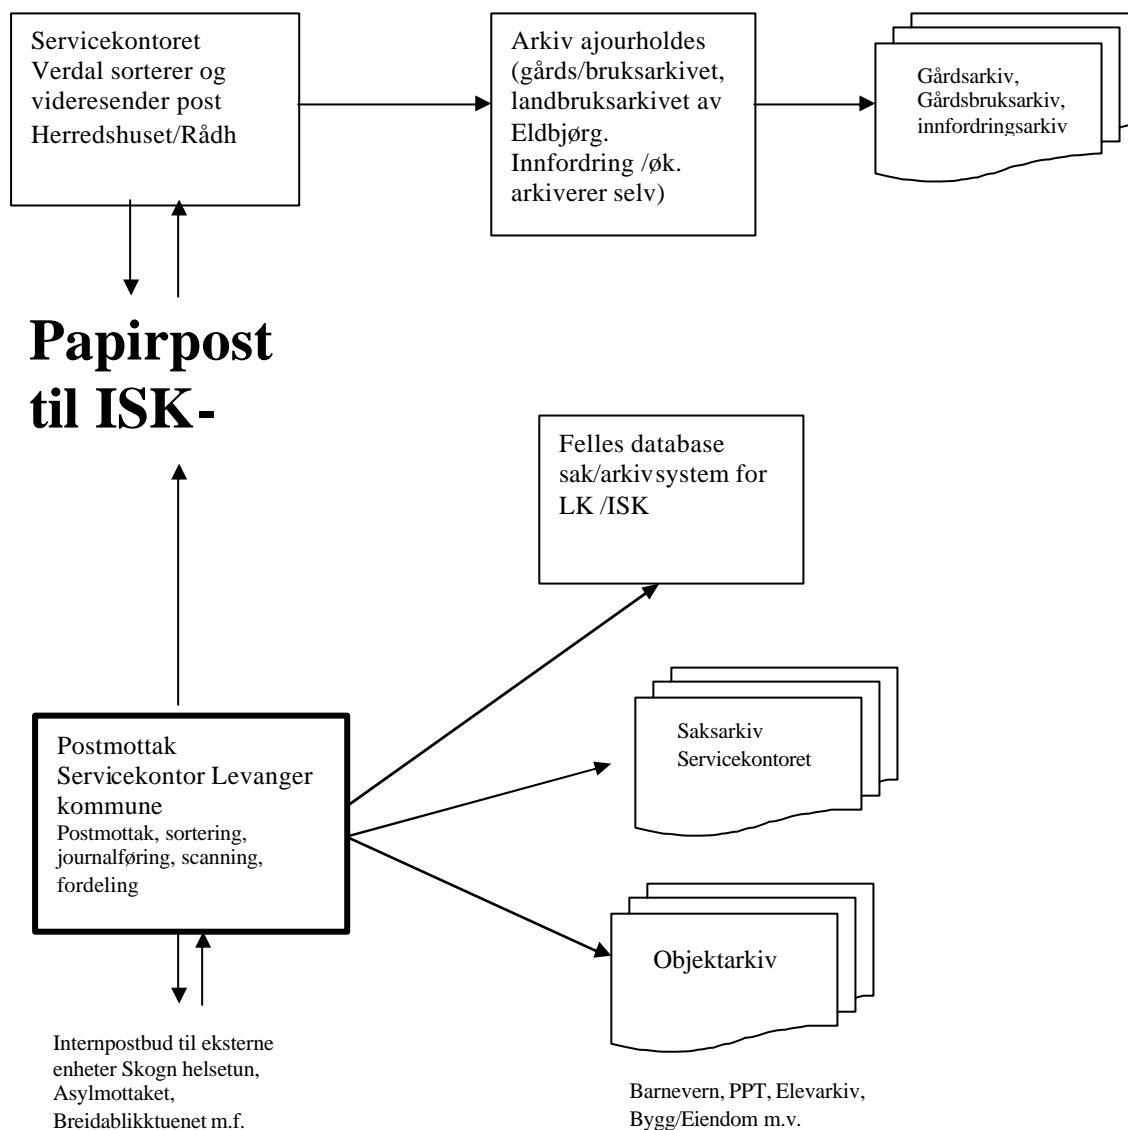 Servicekontoret
Verdal sorterer og
videresender post
Herredshuset/Rådh
Arkiv ajourholdes
(gårds/bruksarkivet,
landbruksarkivet av
Eldbjørg.
Innfordring /øk.
arkiverer selv)
Gårdsarkiv,
Gårdsbruksarkiv,
innfordringsarkiv
Papirpost
til ISK-
Felles database
sak/arkivsystem for
LK /ISK
Saksarkiv
Servicekontoret
Postmottak
Servicekontor Levanger
kommune
Postmottak, sortering,
journalføring, scanning,
fordeling
Objektarkiv
Internpostbud til eksterne
enheter Skogn helsetun,
Asylmottaket,
Breidablikktuenet m.f.
Barnevern, PPT, Elevarkiv,
Bygg/Eiendom m.v.